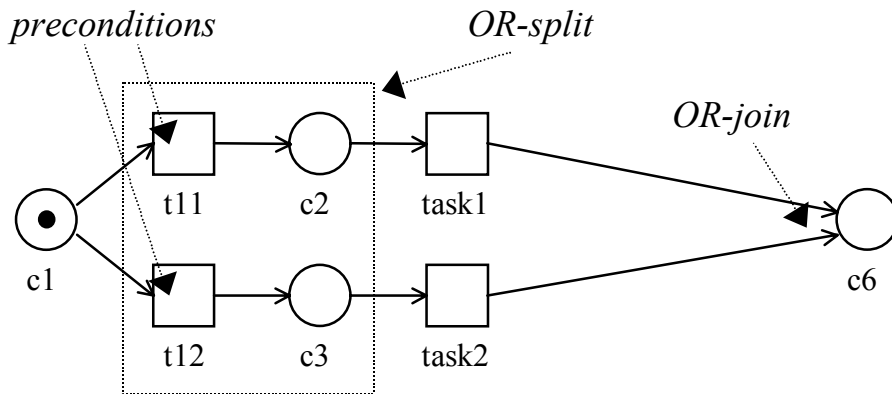 preconditions
OR-split
OR-join
t11
c2
task1
c1
c6
t12
c3
task2